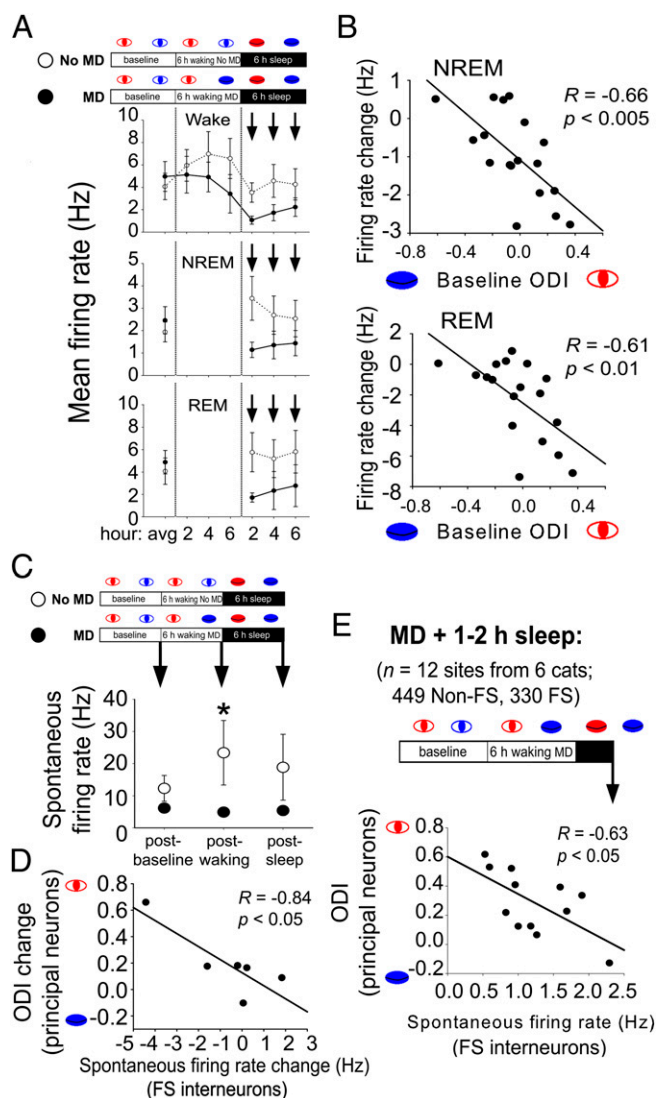 A
No MD
baseline
6 h waking No MD
6 h sleep
MD
baseline
6 h waking MD
6 h sleep
Mean firing rate (Hz)
Wake
10
8
6
4
2
0
NREM
5
4
3
2
1
0
REM
10
8
6
4
2
0
hour: avg 2 4 6 2 4 6
B
NREM
R = -0.66
p < 0.005
Firing rate change (Hz)
1
0
-1
-2
-3
-0.8 -0.4 0.0 0.4
Baseline ODI
REM
R = -0.61
p < 0.01
Firing rate change (Hz)
2
0
-2
-4
-6
-8
-0.8 -0.4 0.0 0.4
Baseline ODI
C
No MD
baseline
6 h waking No MD
6 h sleep
MD
baseline
6 h waking MD
6 h sleep
Spontaneous
firing rate (Hz)
40
30
20
10
0
*
post-
baseline
post-
waking
post-
sleep
D
ODI change
(principal neurons)
0.8
0.6
0.4
0.2
0.0
-0.2
R = -0.84
p < 0.05
-5 -4 -3 -2 -1 0 1 2 3
Spontaneous firing rate change (Hz)
(FS interneurons)
E
MD + 1-2 h sleep:
(n = 12 sites from 6 cats;
449 Non-FS, 330 FS)
baseline
6 h waking MD
ODI
(principal neurons)
0.8
0.6
0.4
0.2
0.0
-0.2
R = -0.63
p < 0.05
0.0 0.5 1.0 1.5 2.0 2.5
Spontaneous firing rate (Hz)
(FS interneurons)